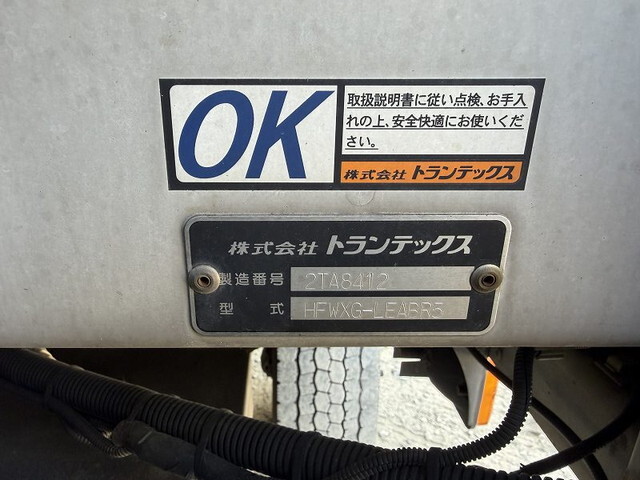 OK
取扱説明書に従い点検、お手入
れの上、安全快適にお使いくだ
さい。
株式会社 トランテックス
株式会社 トランテックス
製造番号 2TA8412
型式 HFWXG-LEABR5